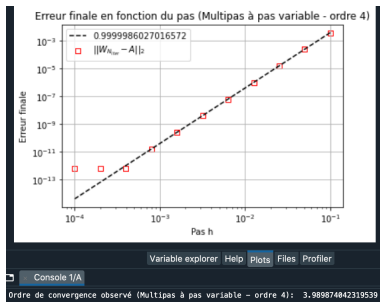 Erreur finale en fonction du pas (Multipas à pas variable - ordre 4)
0.9999986027016572
||W_{N_{iter}} − A||₂
10⁻³
10⁻⁵
10⁻⁷
10⁻⁹
10⁻¹¹
10⁻¹³
Erreur finale
10⁻⁴
10⁻³
10⁻²
10⁻¹
Pas h
Variable explorer Help Plots Files Profiler
Console 1/A
Ordre de convergence observé (Multipas à pas variable – ordre 4): 3.989874042319539